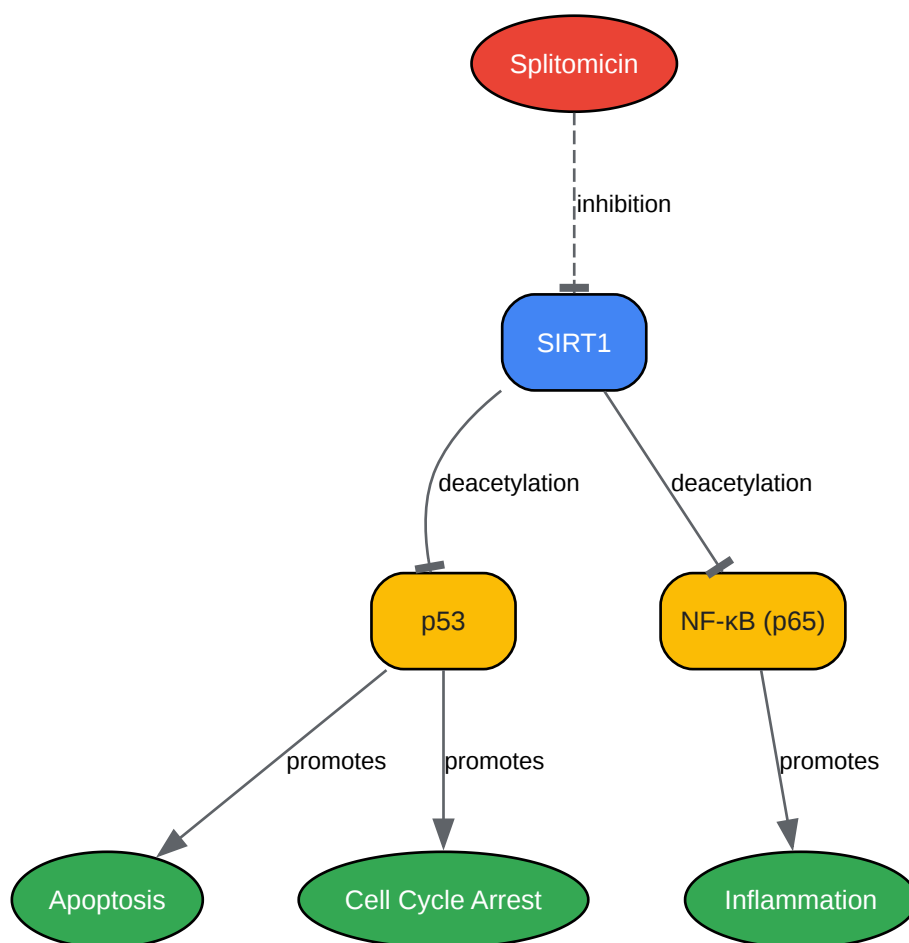 Splitomicin
inhibition
SIRT1
deacetylation
deacetylation
p53
NF-κB (p65)
promotes
promotes
promotes
Apoptosis
Cell Cycle Arrest
Inflammation